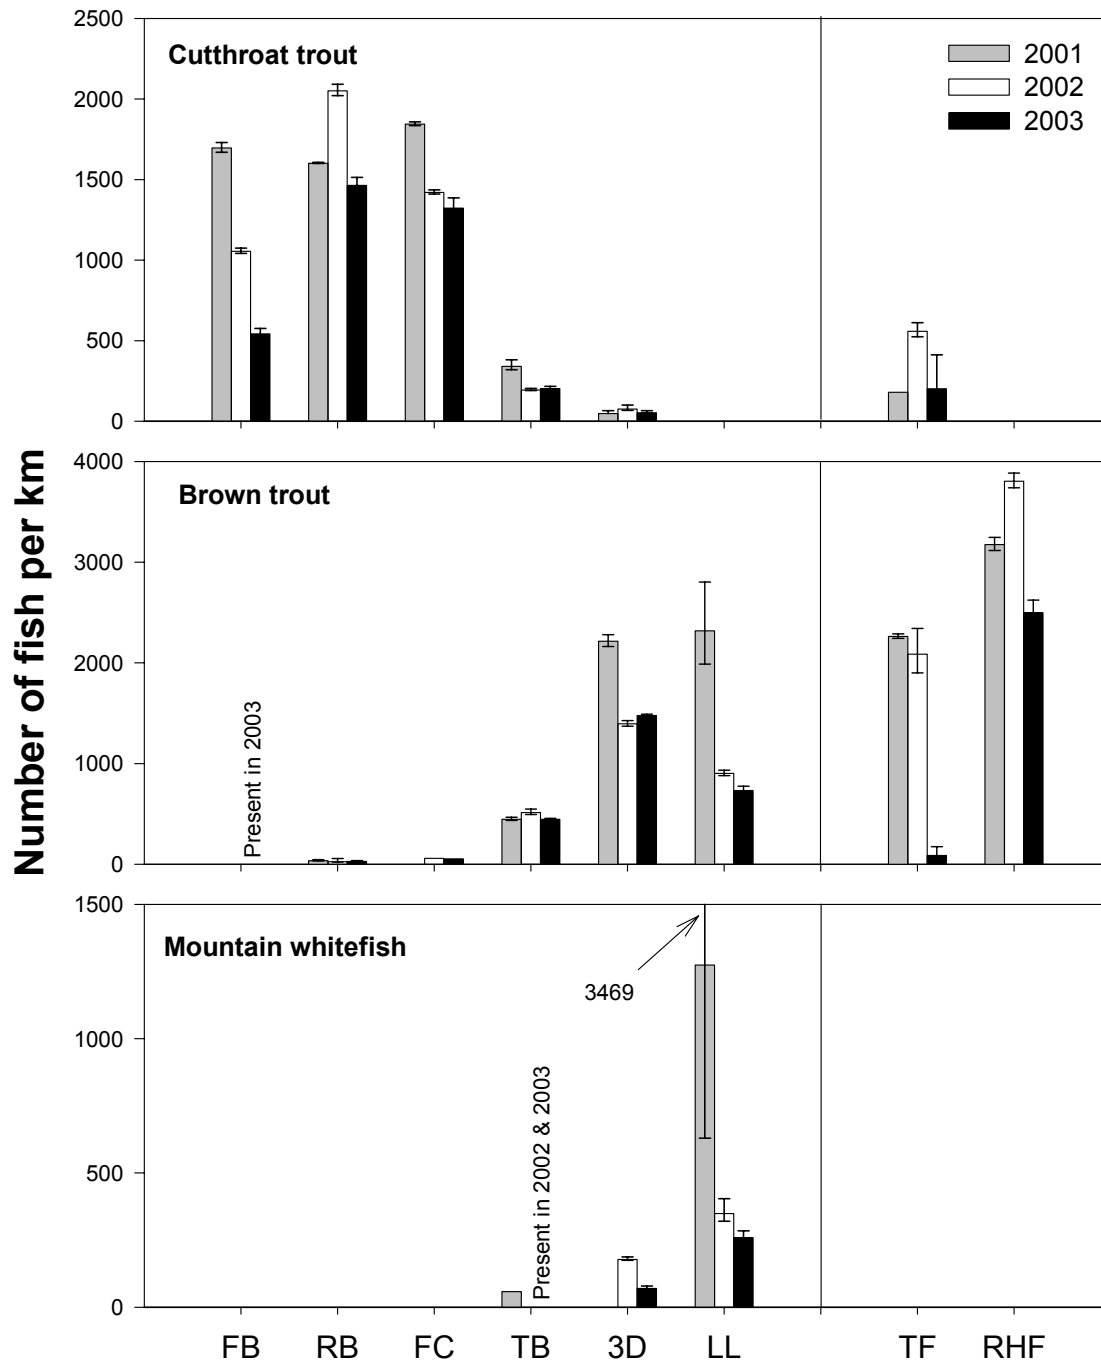 Number of fish per km
2500
2000
1500
1000
500
0
Cutthroat trout
2001
2002
2003
4000
3000
2000
1000
0
Brown trout
Present in 2003
1500
1000
500
0
Mountain whitefish
3469
Present in 2002 & 2003
FB RB FC TB 3D LL TF RHF